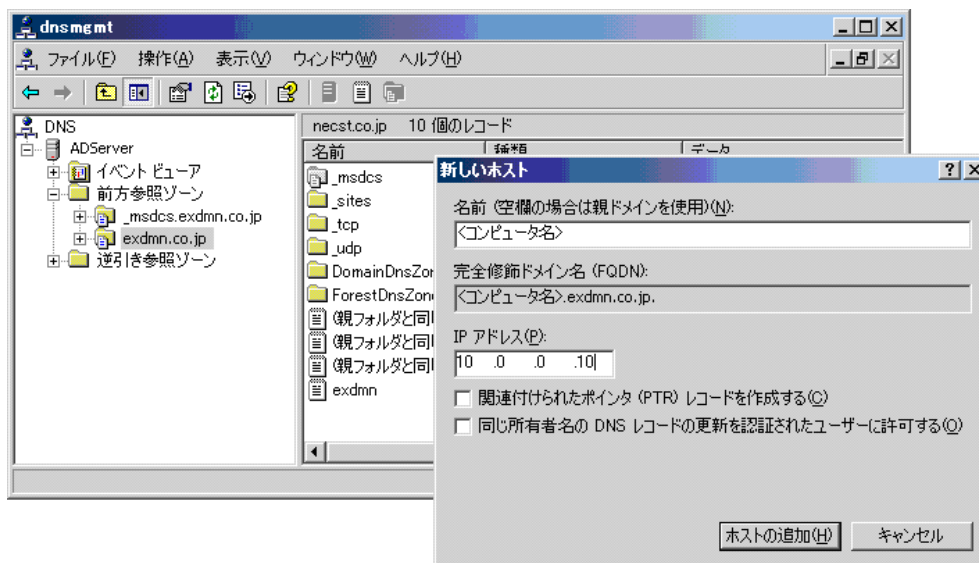 dnsmgmt
ファイル(F) 操作(A) 表示(V) ウィンドウ(W) ヘルプ(H)
DNS
ADServer
イベント ビューア
前方参照ゾーン
_msdcs.exdmn.co.jp
exdmn.co.jp
逆引き参照ゾーン
necst.co.jp 10 個のレコード
名前 種類 データ
_msdcs
_sites
_tcp
_udp
DomainDnsZon
ForestDnsZone
(親フォルダと同じ
(親フォルダと同じ
(親フォルダと同じ
exdmn
新しいホスト
名前 (空欄の場合は親ドメインを使用)(N):
<コンピュータ名>
完全修飾ドメイン名 (FQDN):
<コンピュータ名>.exdmn.co.jp.
IP アドレス(P):
10 .0 .0 .10
関連付けられたポインタ (PTR) レコードを作成する(C)
同じ所有者名の DNS レコードの更新を認証されたユーザーに許可する(O)
ホストの追加(H) キャンセル